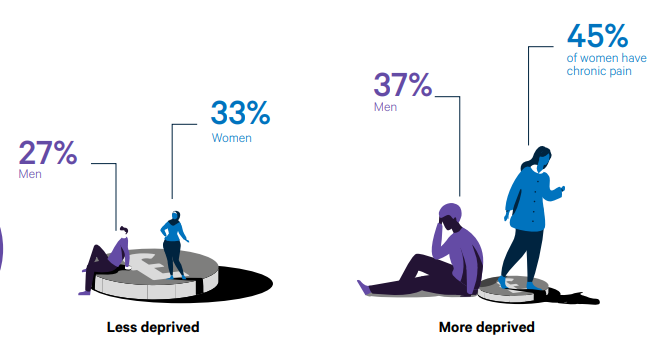 27%
Men
33%
Women
Less deprived
37%
Men
45%
of women have
chronic pain
More deprived
£
£